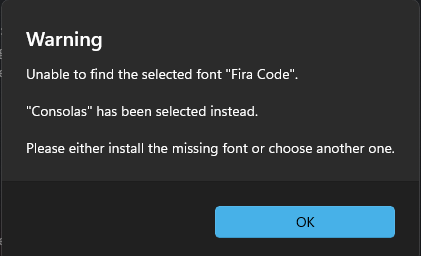 Warning
Unable to find the selected font "Fira Code".
"Consolas" has been selected instead.
Please either install the missing font or choose another one.
OK